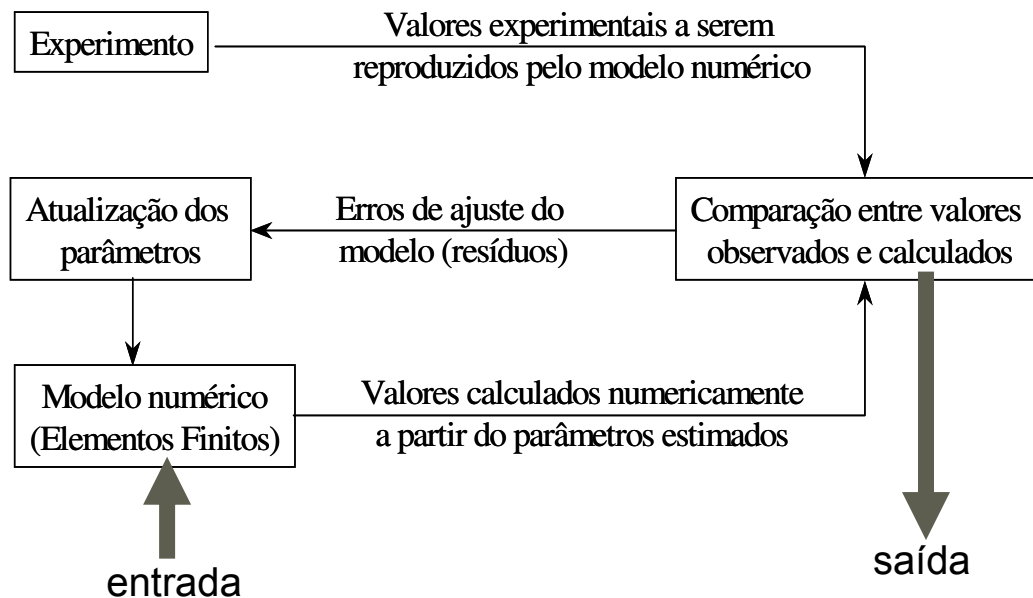 Experimento
Valores experimentais a serem
reproduzidos pelo modelo numérico
Atualização dos
parâmetros
Erros de ajuste do
modelo (resíduos)
Comparação entre valores
observados e calculados
Modelo numérico
(Elementos Finitos)
Valores calculados numericamente
a partir do parâmetros estimados
entrada
saída